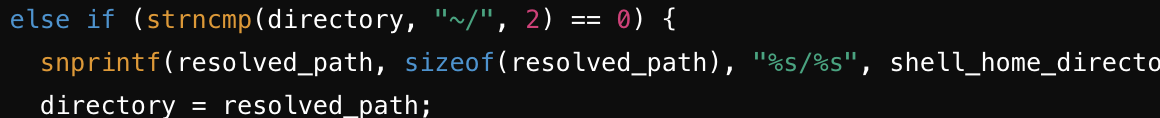 else if (strncmp(directory, "~/", 2) == 0) {
snprintf(resolved_path, sizeof(resolved_path), "%s/%s", shell_home_directo
directory = resolved_path;